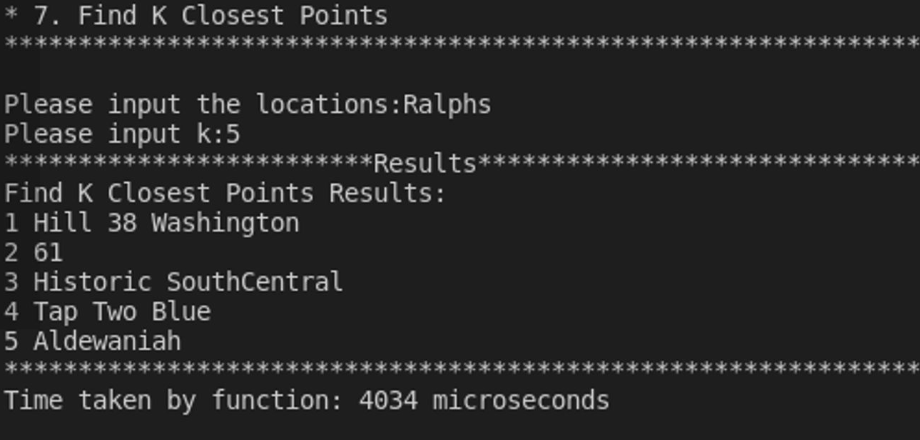 * 7. Find K Closest Points
**************************************************************
Please input the locations:Ralphs
Please input k:5
*************************Results******************************
Find K Closest Points Results:
1 Hill 38 Washington
2 61
3 Historic SouthCentral
4 Tap Two Blue
5 Aldewaniah
**************************************************************
Time taken by function: 4034 microseconds